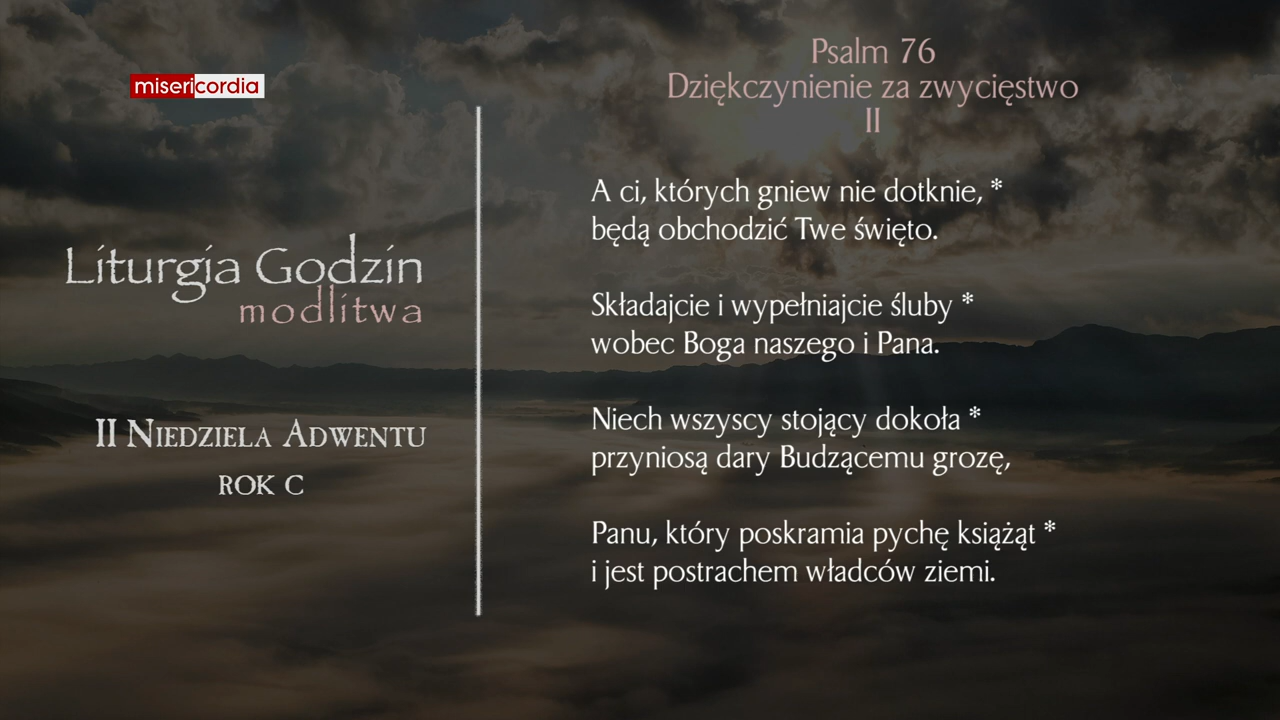 misericordia
Liturgia Godzin
modlitwa
II Niedziela Adwentu
rok C
Psalm 76
Dziękczynienie za zwycięstwo
II
A ci, których gniew nie dotknie, *
będą obchodzić Twe święto.
Składajcie i wypełniajcie śluby *
wobec Boga naszego i Pana.
Niech wszyscy stojący dokoła *
przyniosą dary Budzącemu grozę,
Panu, który poskramia pychę książąt *
i jest postrachem władców ziemi.